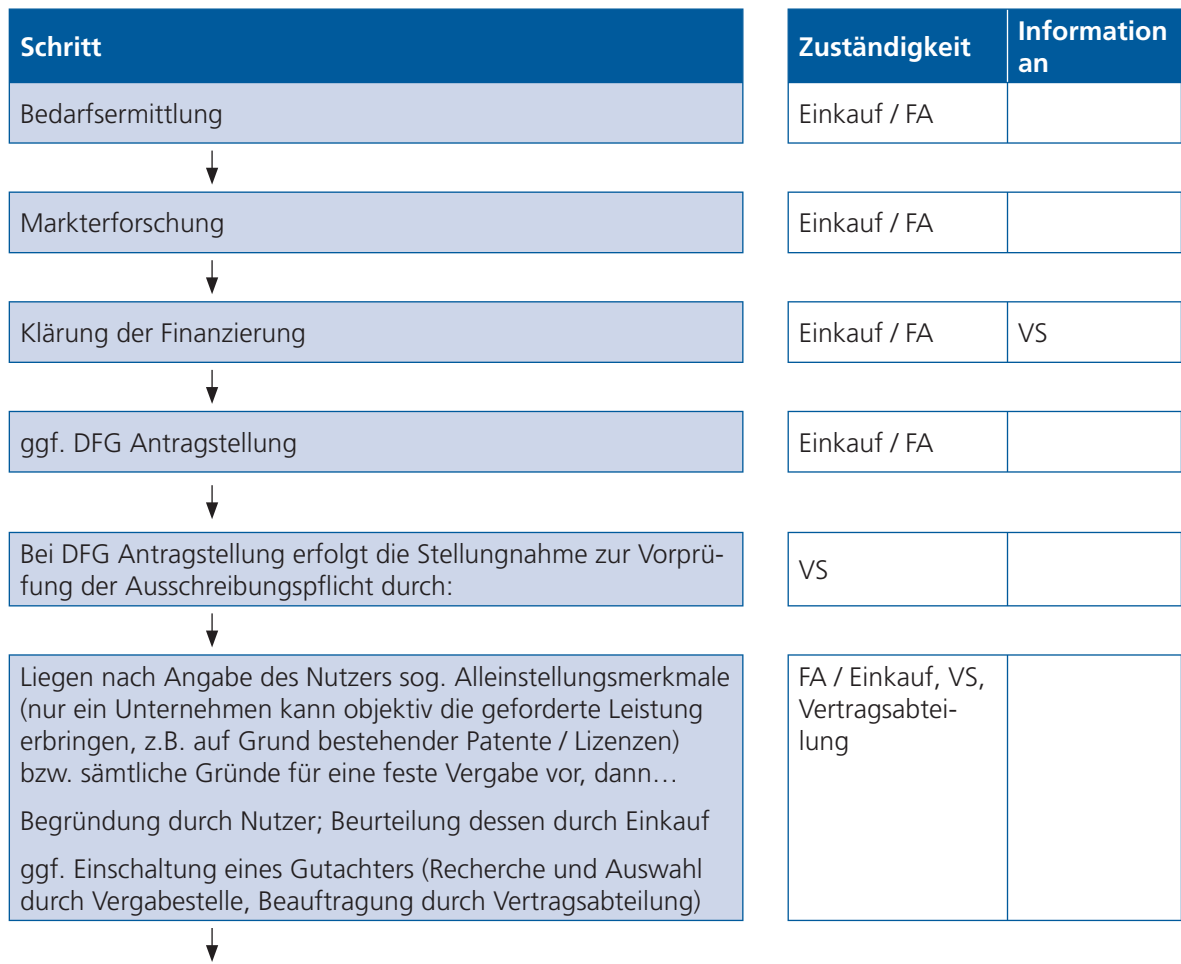 Schritt
Zuständigkeit
Information
an
Bedarfsermittlung
Einkauf / FA
Markterforschung
Einkauf / FA
Klärung der Finanzierung
Einkauf / FA
VS
ggf. DFG Antragstellung
Einkauf / FA
Bei DFG Antragstellung erfolgt die Stellungnahme zur Vorprü-
fung der Ausschreibungspflicht durch:
VS
Liegen nach Angabe des Nutzers sog. Alleinstellungsmerkmale
(nur ein Unternehmen kann objektiv die geforderte Leistung
erbringen, z.B. auf Grund bestehender Patente / Lizenzen)
bzw. sämtliche Gründe für eine feste Vergabe vor, dann…
Begründung durch Nutzer; Beurteilung dessen durch Einkauf
ggf. Einschaltung eines Gutachters (Recherche und Auswahl
durch Vergabestelle, Beauftragung durch Vertragsabteilung)
FA / Einkauf, VS,
Vertragsabtei-
lung